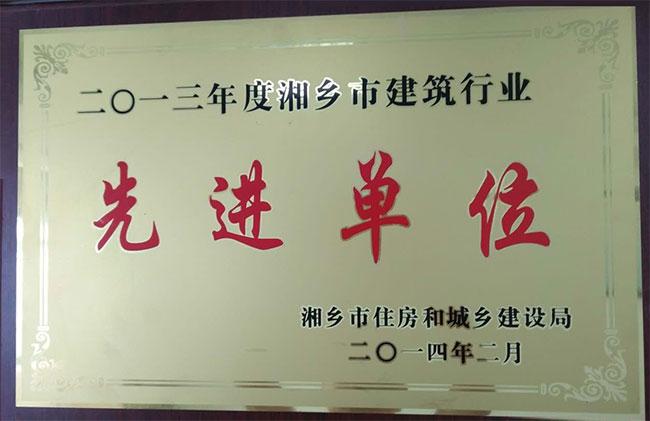 二〇一三年度湘乡市建筑行业
先进单位
湘乡市住房和城乡建设局
二〇一四年二月